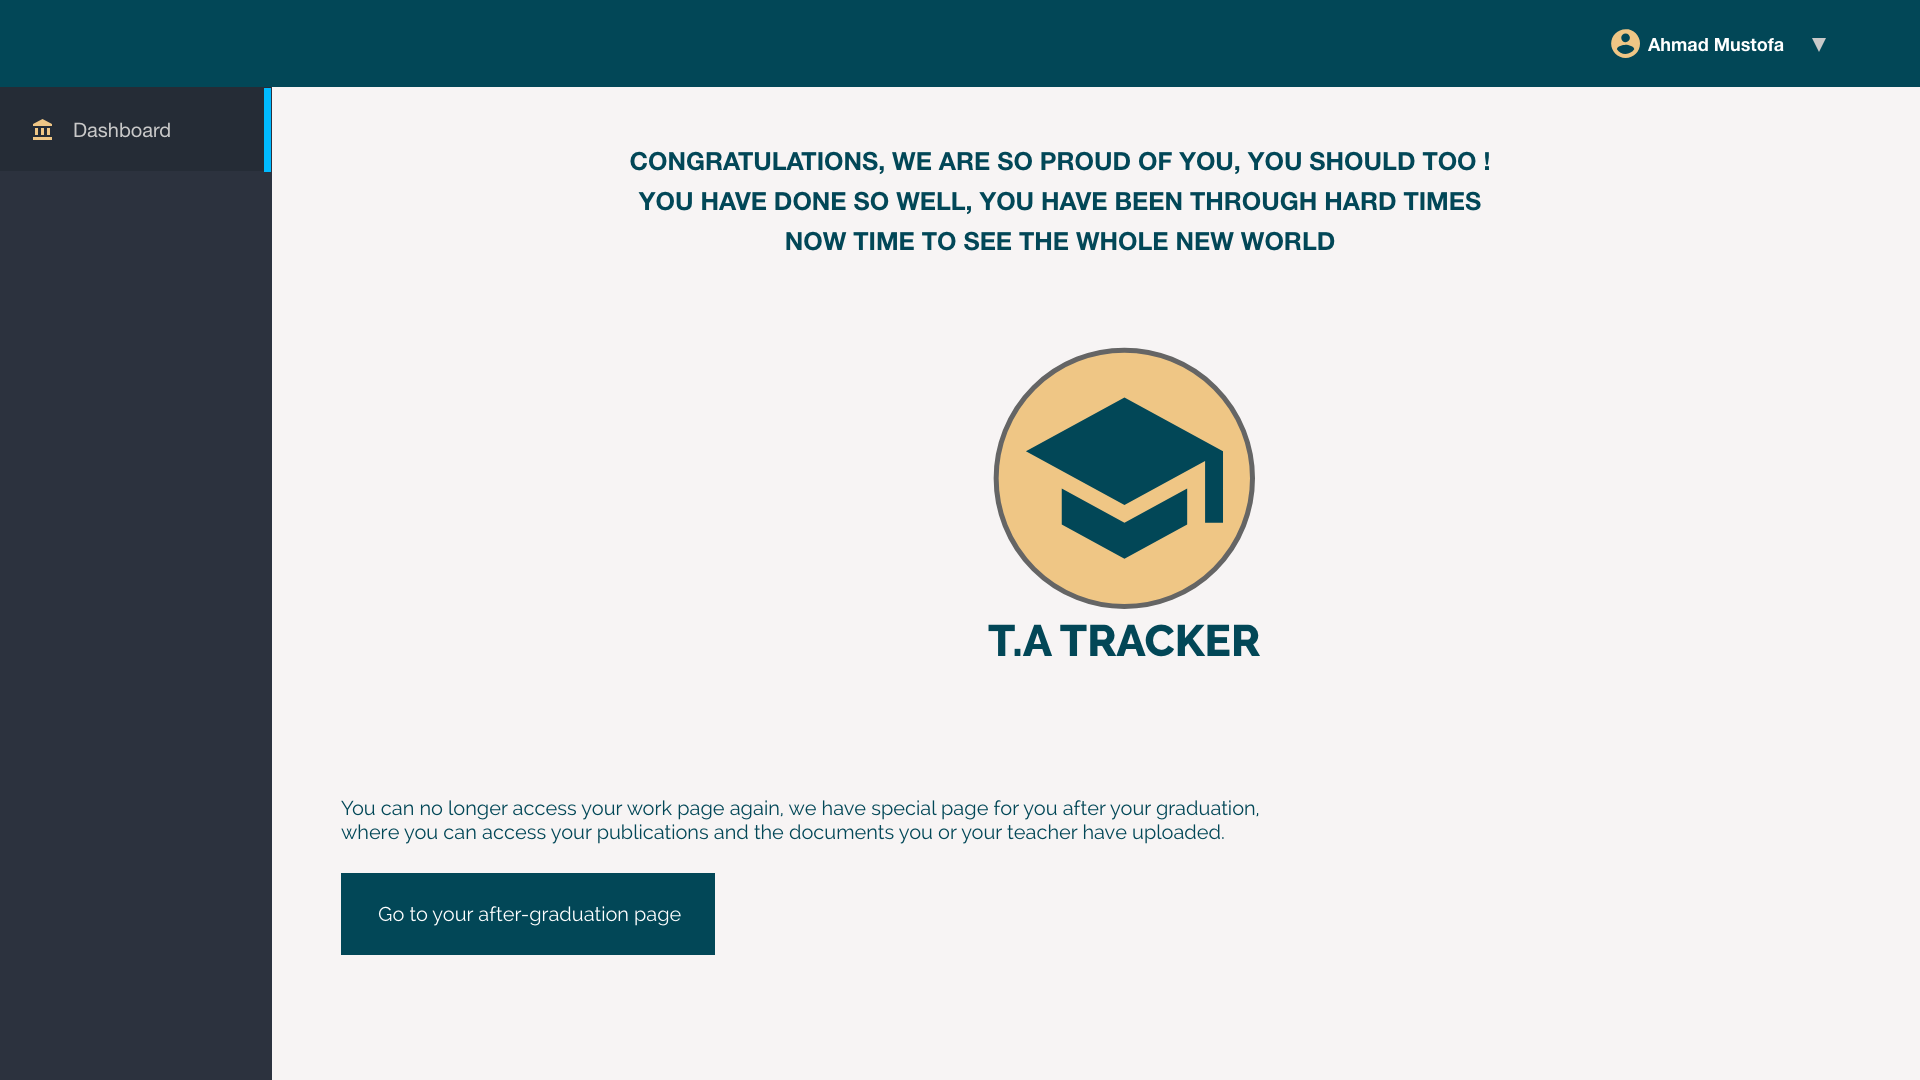 Ahmad Mustofa
Dashboard
CONGRATULATIONS, WE ARE SO PROUD OF YOU, YOU SHOULD TOO !
YOU HAVE DONE SO WELL, YOU HAVE BEEN THROUGH HARD TIMES
NOW TIME TO SEE THE WHOLE NEW WORLD
T.A TRACKER
You can no longer access your work page again, we have special page for you after your graduation,
where you can access your publications and the documents you or your teacher have uploaded.
Go to your after-graduation page